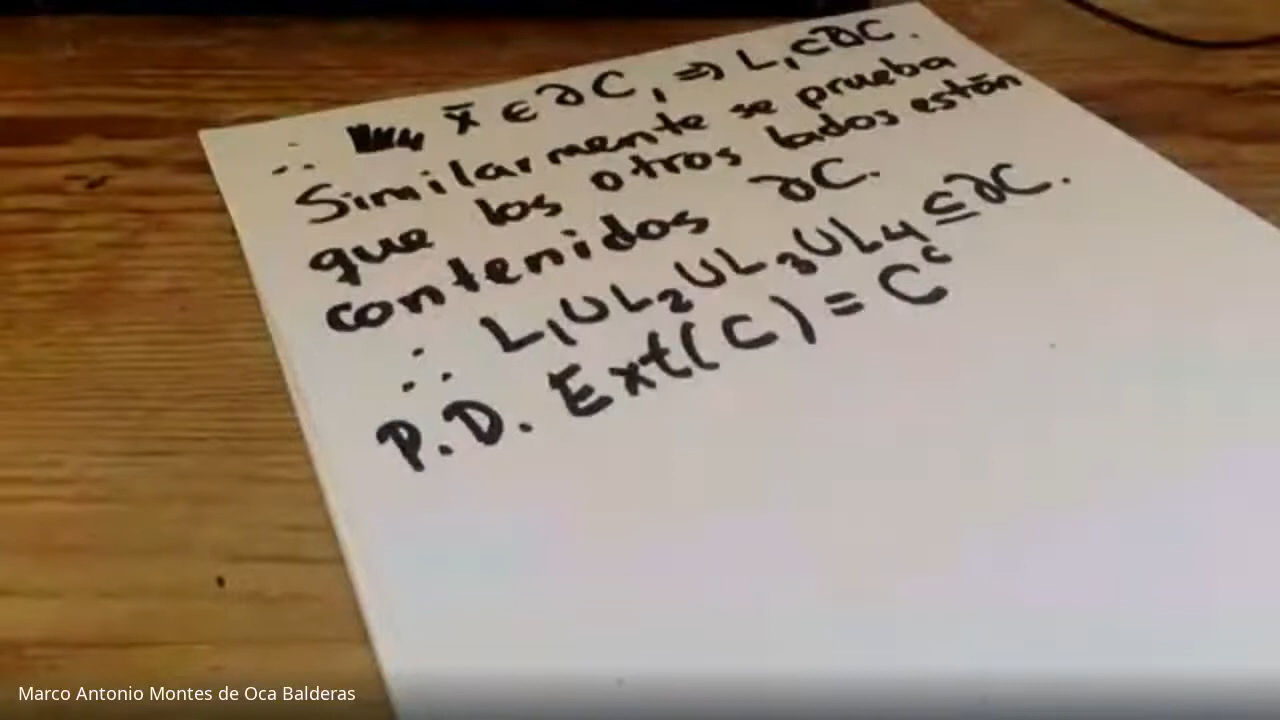 ∴ x̄ ∈ ∂C, ⇒ L₁⊂∂C.
Similarmente se prueba
que los otros lados están
contenidos ∂C.
∴ L₁∪L₂∪L₃∪L₄⊆∂C.
P.D. Ext(C) = Cᶜ
Marco Antonio Montes de Oca Balderas